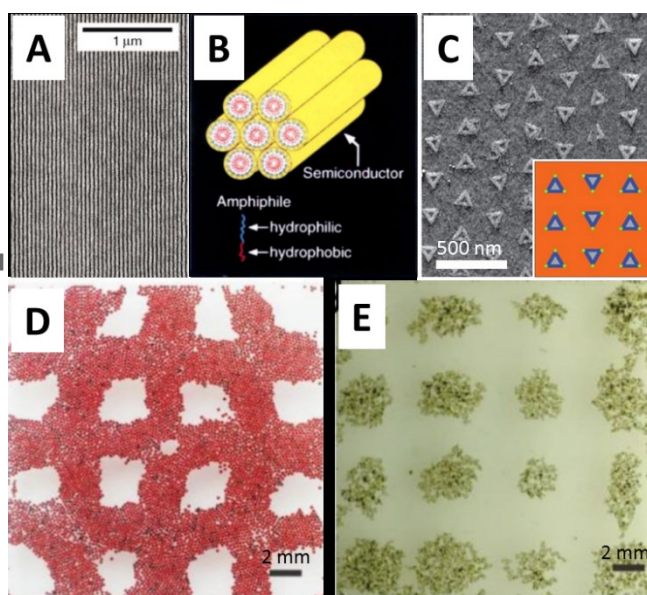 A
1 μm
B
Semiconductor
Amphiphile
hydrophilic
hydrophobic
C
500 nm
D
2 mm
E
2 mm